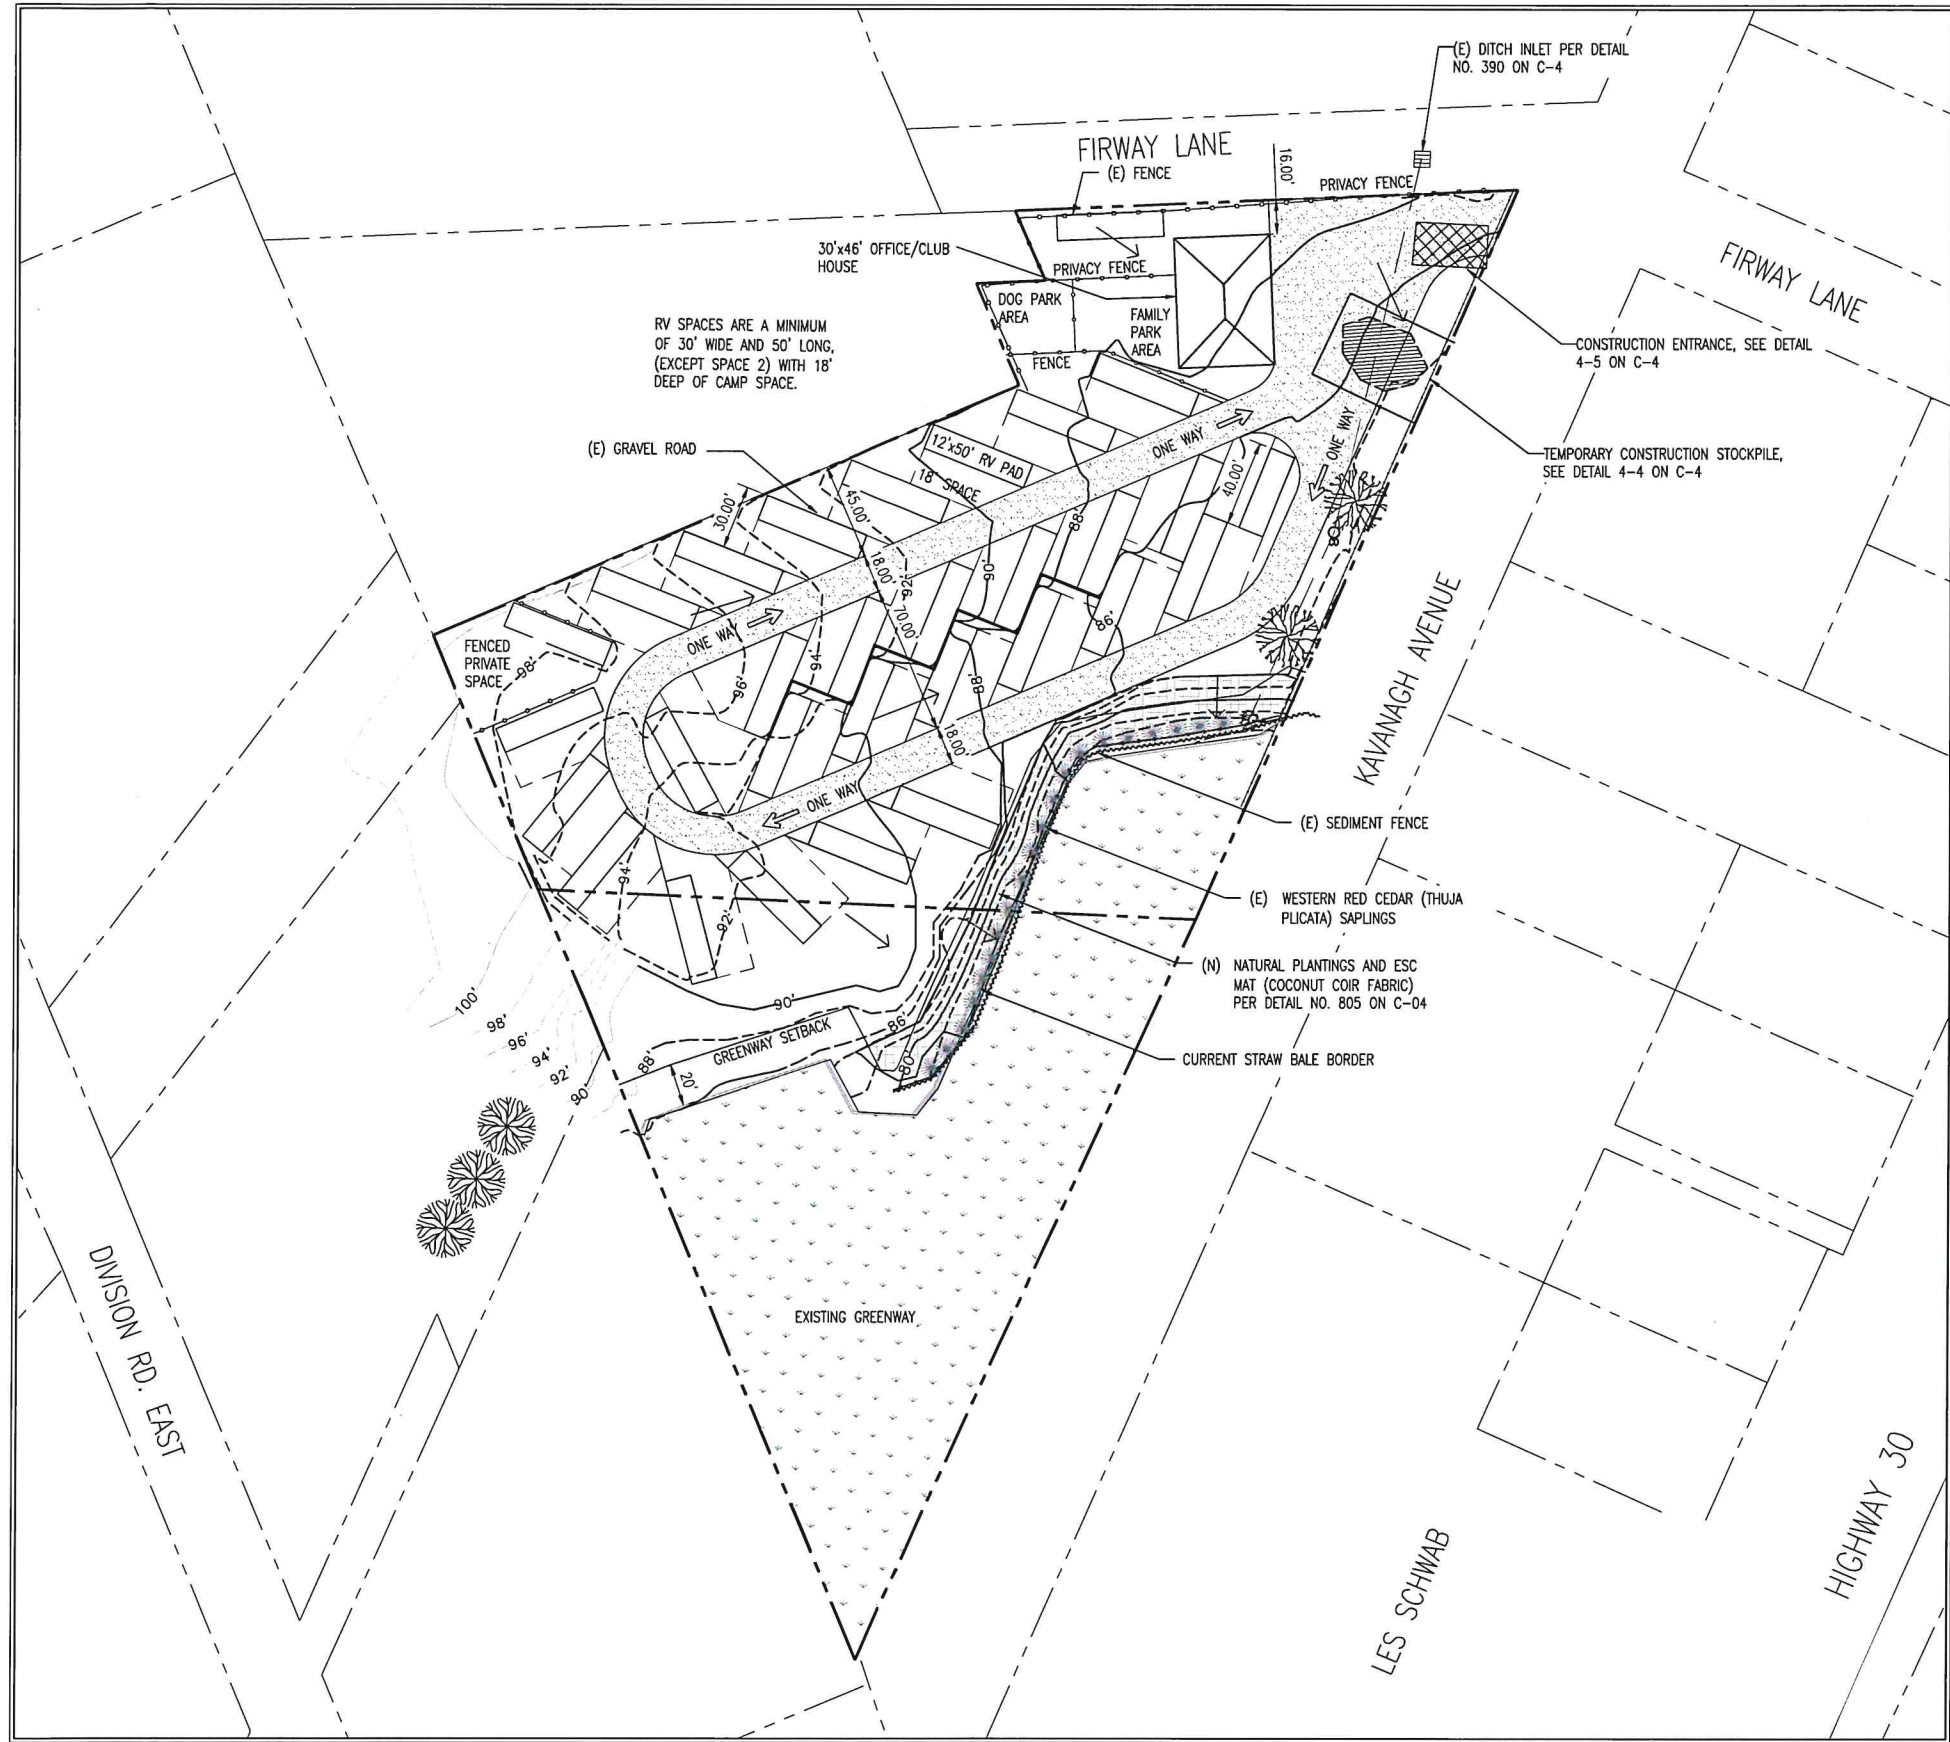 (E) DITCH INLET PER DETAIL
NO. 390 ON C-4
FIRWAY LANE
(E) FENCE
16.00'
PRIVACY FENCE
30'x46' OFFICE/CLUB
HOUSE
PRIVACY FENCE
DOG PARK
AREA
FAMILY
PARK
AREA
FENCE
FIRWAY LANE
RV SPACES ARE A MINIMUM
OF 30' WIDE AND 50' LONG,
(EXCEPT SPACE 2) WITH 18'
DEEP OF CAMP SPACE.
CONSTRUCTION ENTRANCE, SEE DETAIL
4-5 ON C-4
(E) GRAVEL ROAD
12'x50' RV PAD
18' SPACE
ONE WAY
ONE WAY
TEMPORARY CONSTRUCTION STOCKPILE,
SEE DETAIL 4-4 ON C-4
30.00'
45.00'
40.00'
88'
80'
18.00'
92'
90'
70.00'
86'
KAVANAGH AVENUE
FENCED
PRIVATE
SPACE
98'
ONE WAY
94'
96'
88'
18.00'
ONE WAY
(E) SEDIMENT FENCE
94'
92'
(E) WESTERN RED CEDAR (THUJA
PLICATA) SAPLINGS
(N) NATURAL PLANTINGS AND ESC
MAT (COCONUT COIR FABRIC)
PER DETAIL NO. 805 ON C-04
100'
98'
96'
94'
92'
90'
90'
88'
GREENWAY SETBACK
86'
80'
20'
CURRENT STRAW BALE BORDER
EXISTING GREENWAY
DIVISION RD. EAST
LES SCHWAB
HIGHWAY 30